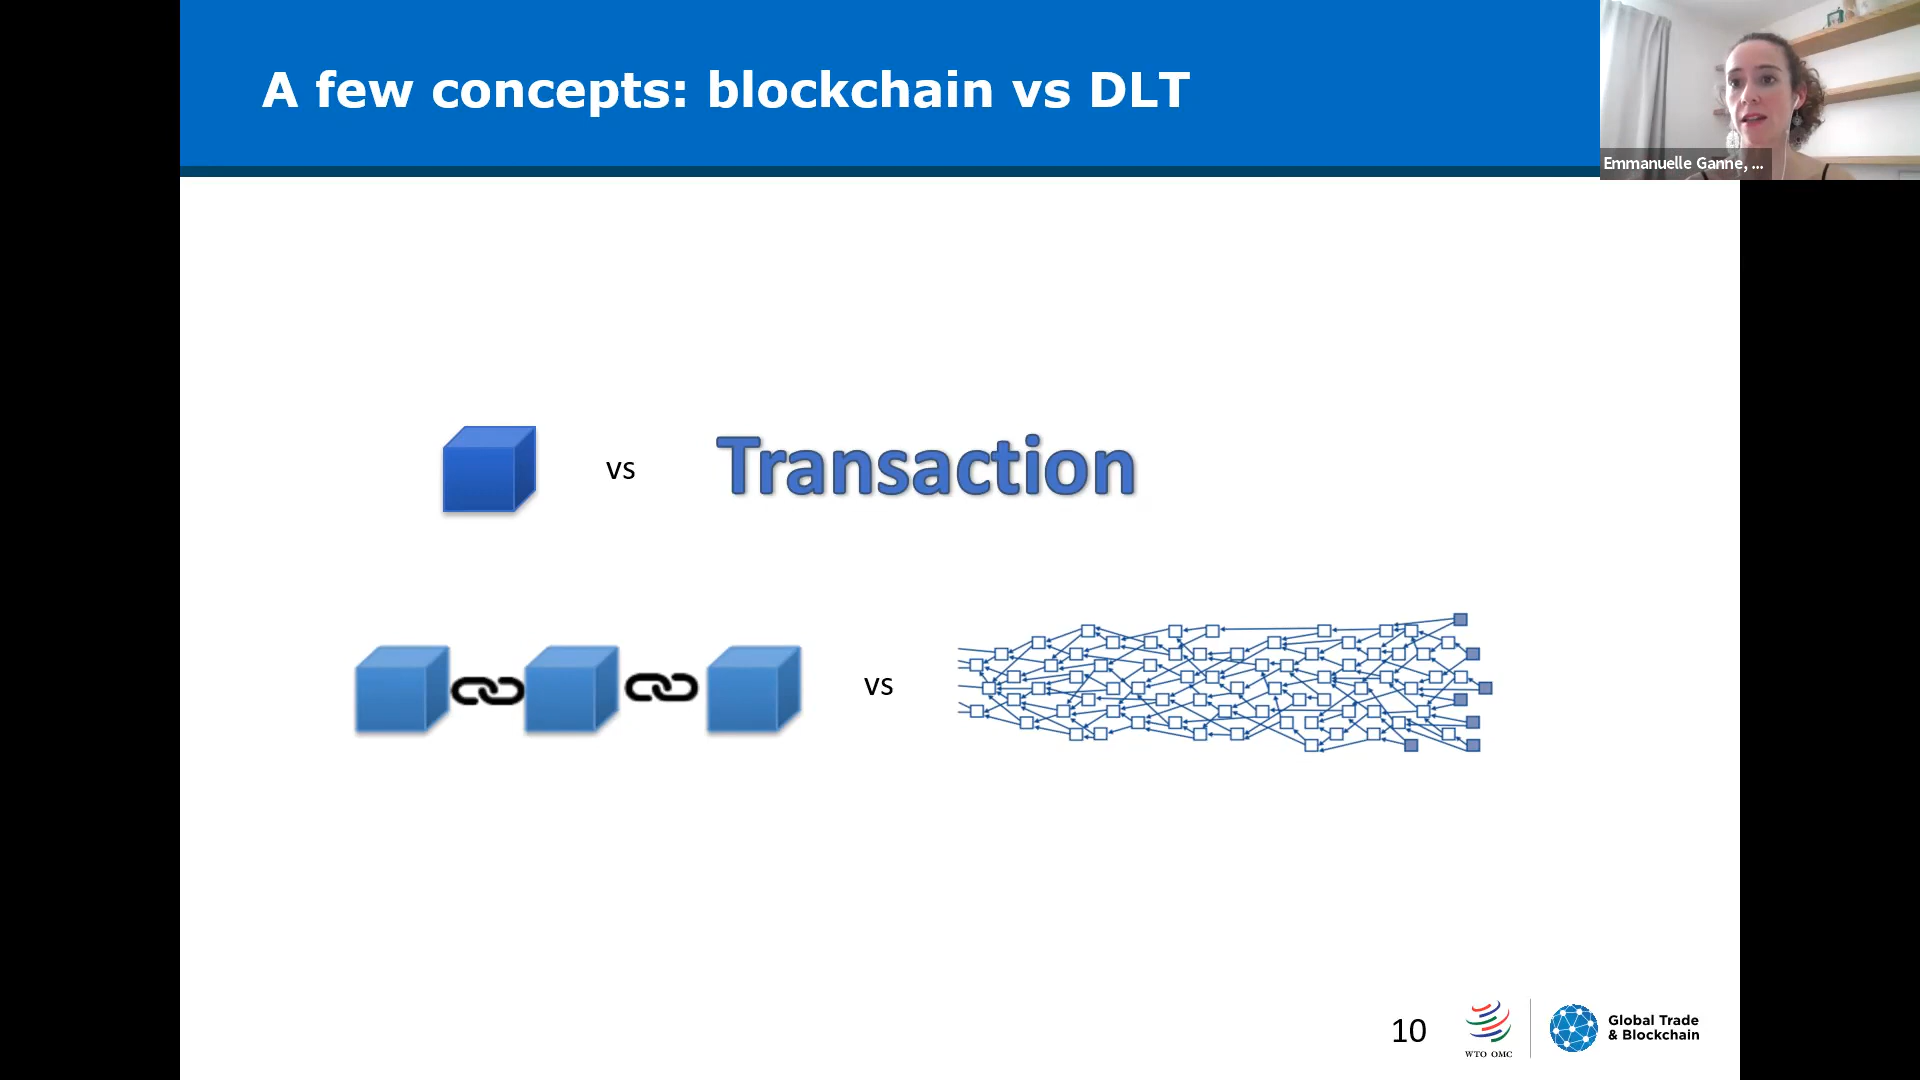 A few concepts: blockchain vs DLT
Emmanuelle Ganne, ...
vs
Transaction
vs
10
WTO OMC
Global Trade
& Blockchain